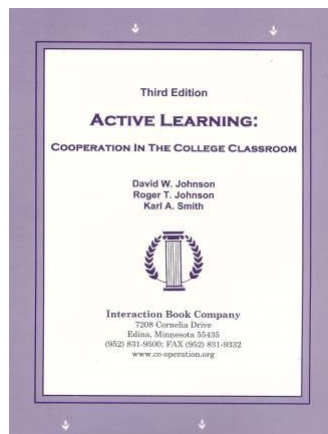 Third Edition
ACTIVE LEARNING:
COOPERATION IN THE COLLEGE CLASSROOM
David W. Johnson
Roger T. Johnson
Karl A. Smith
Interaction Book Company
7208 Cornelia Drive
Edina, Minnesota 55435
(952) 831-9500; FAX (952) 831-9332
www.co-operation.org